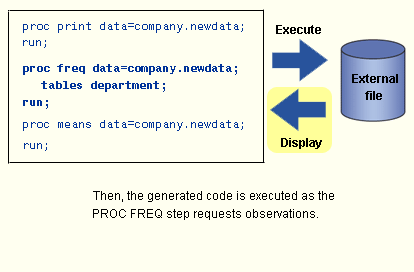 proc print data=company.newdata;
run;
proc freq data=company.newdata;
tables department;
run;
proc means data=company.newdata;
run;
Execute
Display
External
file
Then, the generated code is executed as the
PROC FREQ step requests observations.